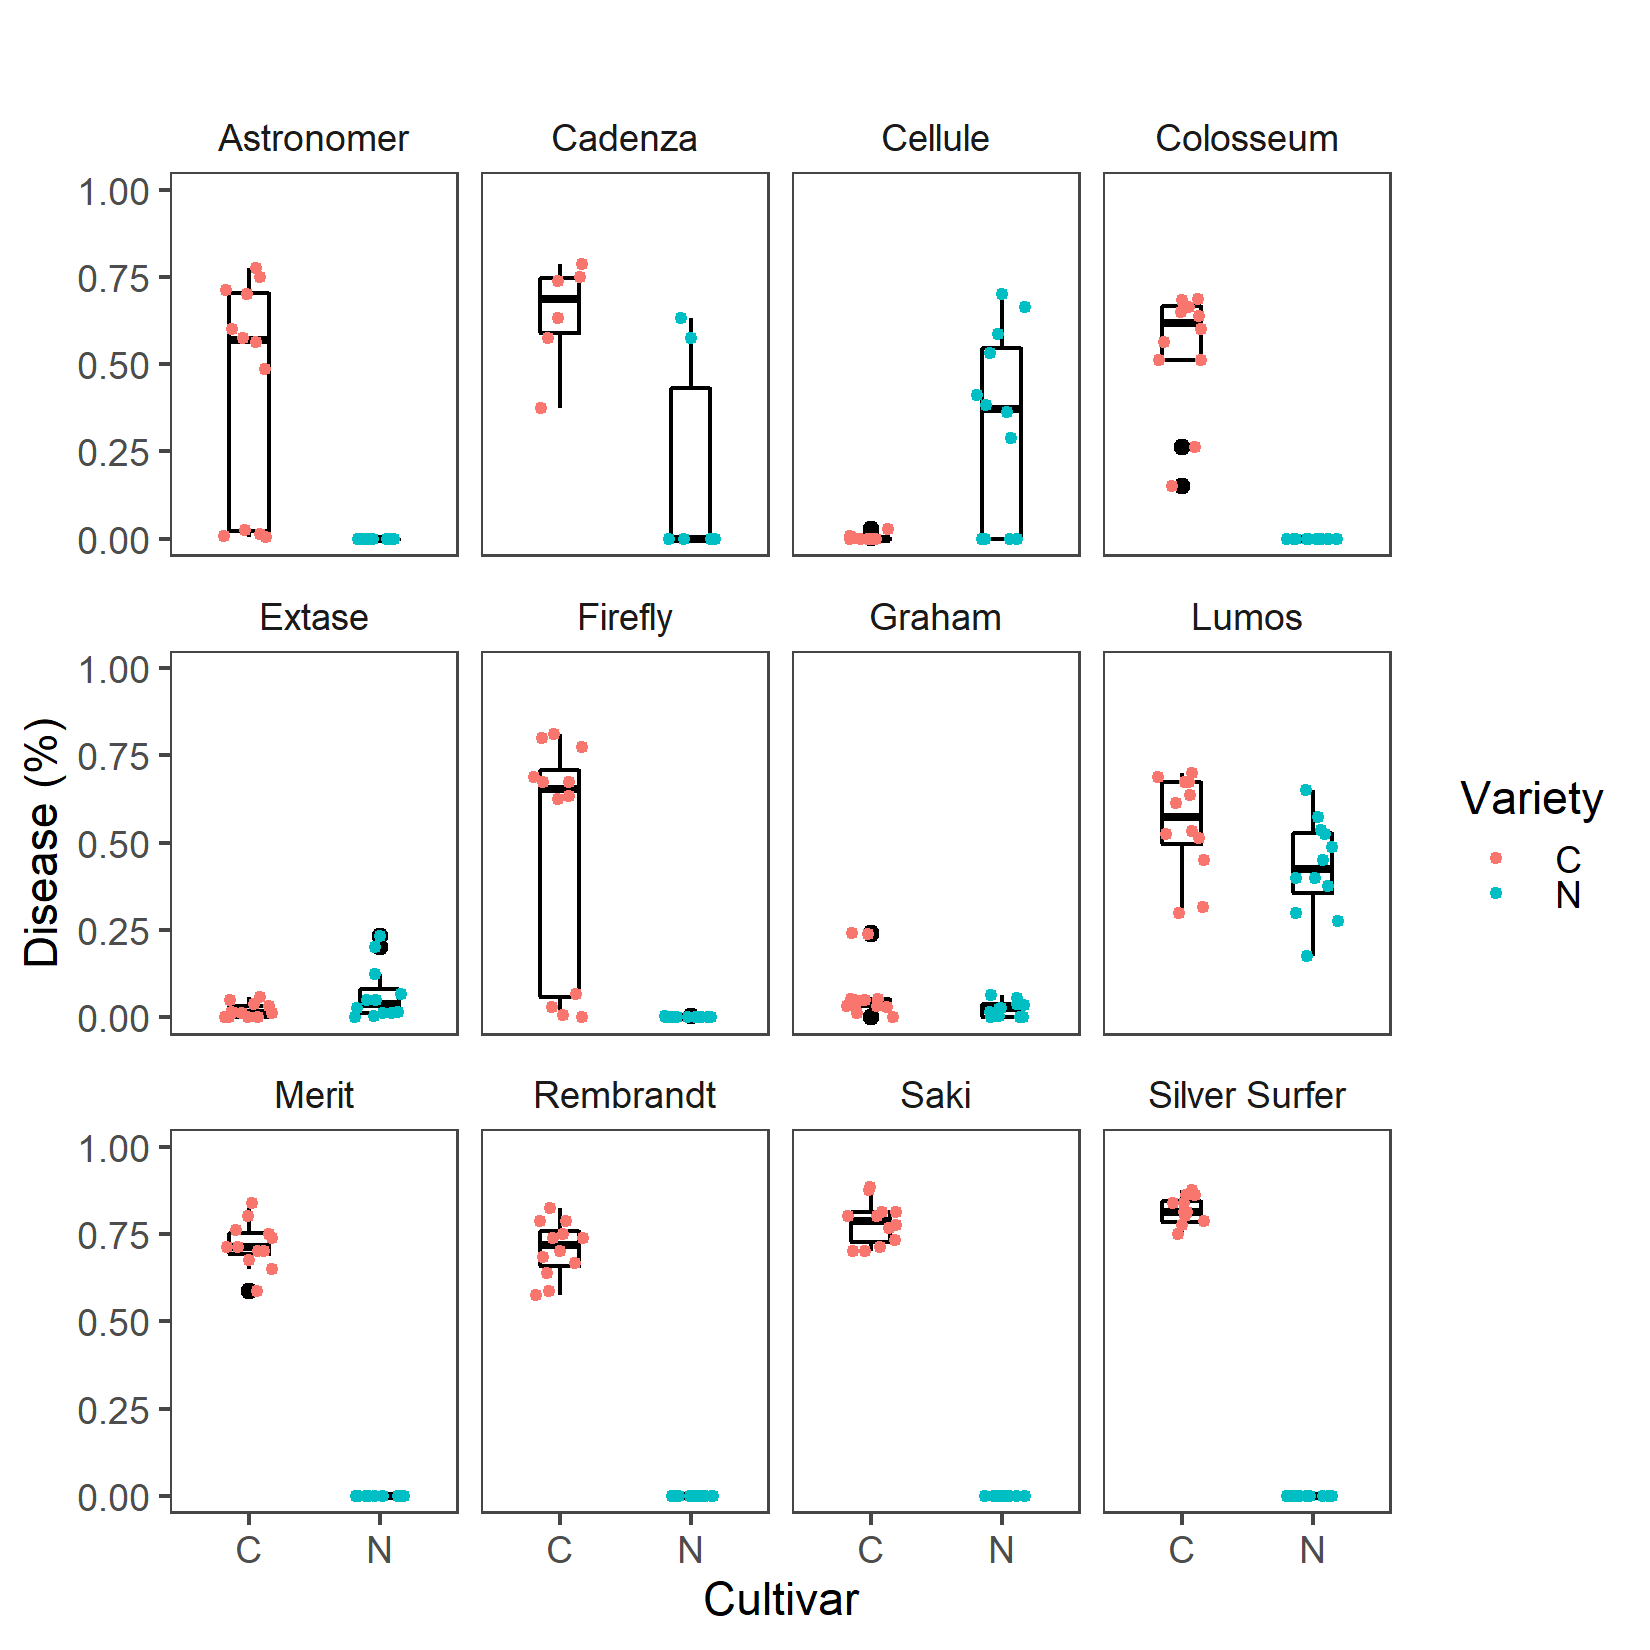 Astronomer Cadenza Cellule Colosseum
1.00
0.75
0.50
0.25
0.00
Extase Firefly Graham Lumos
1.00
0.75
0.50
0.25
0.00
Disease (%)
Variety
C
N
Merit Rembrandt Saki Silver Surfer
1.00
0.75
0.50
0.25
0.00
C N C N C N C N
Cultivar